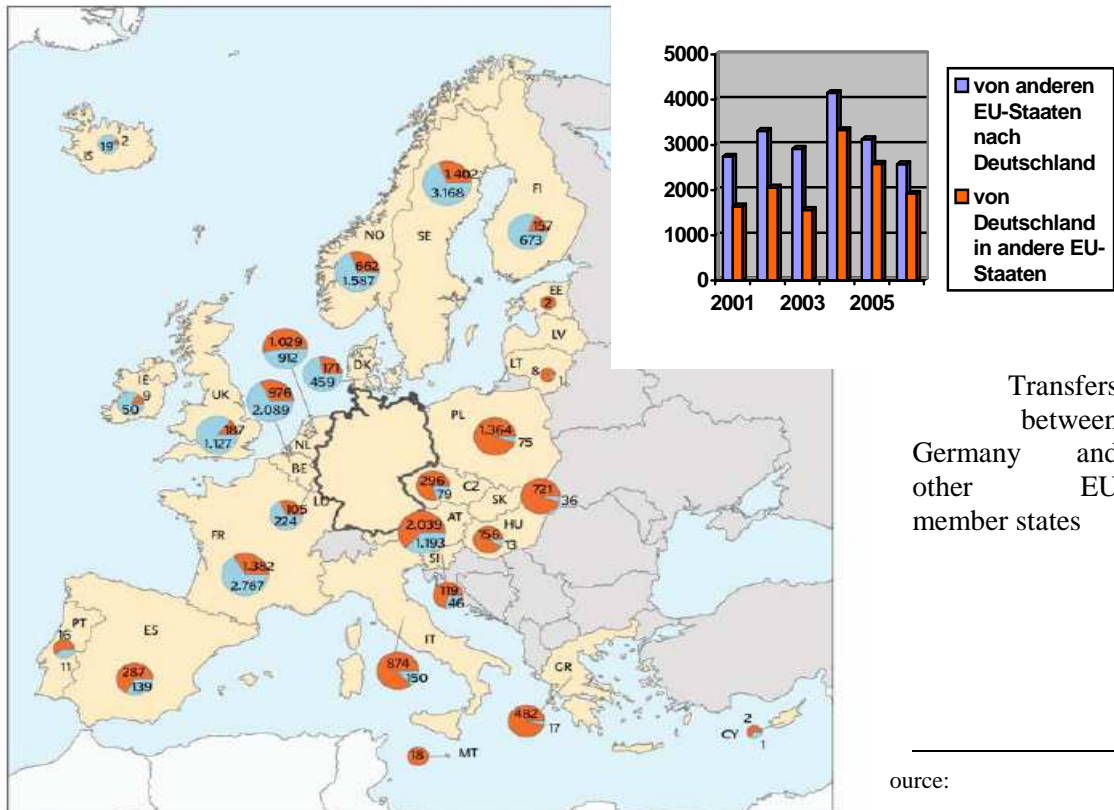 5000
4000
3000
2000
1000
0
2001 2003 2005
von anderen
EU-Staaten
nach
Deutschland
von
Deutschland
in andere EU-
Staaten
Transfers
between
Germany and
other EU
member states
ource:
2
19
IS
1.402
3.168
FI
157
673
NO
SE
662
1.587
EE
2
LV
LT
8
1
1.029
912
171
459
DK
IE
9
50
UK
976
2.089
187
1.127
NL
BE
PL
1.364
75
296
79
CZ
SK
721
36
105
224
FR
2.039
1.193
AT
HU
156
13
SI
1.382
2.767
119
46
PT
16
11
ES
287
139
IT
874
150
GR
482
17
18
MT
2
CY
1